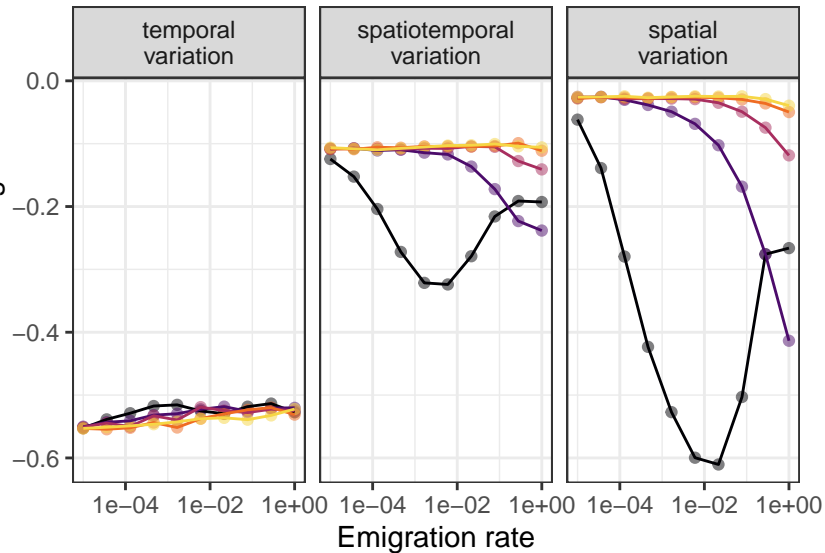 temporal
variation
spatiotemporal
variation
spatial
variation
0.0
-0.2
-0.4
-0.6
1e-04 1e-02 1e+00 1e-04 1e-02 1e+00 1e-04 1e-02 1e+00
Emigration rate